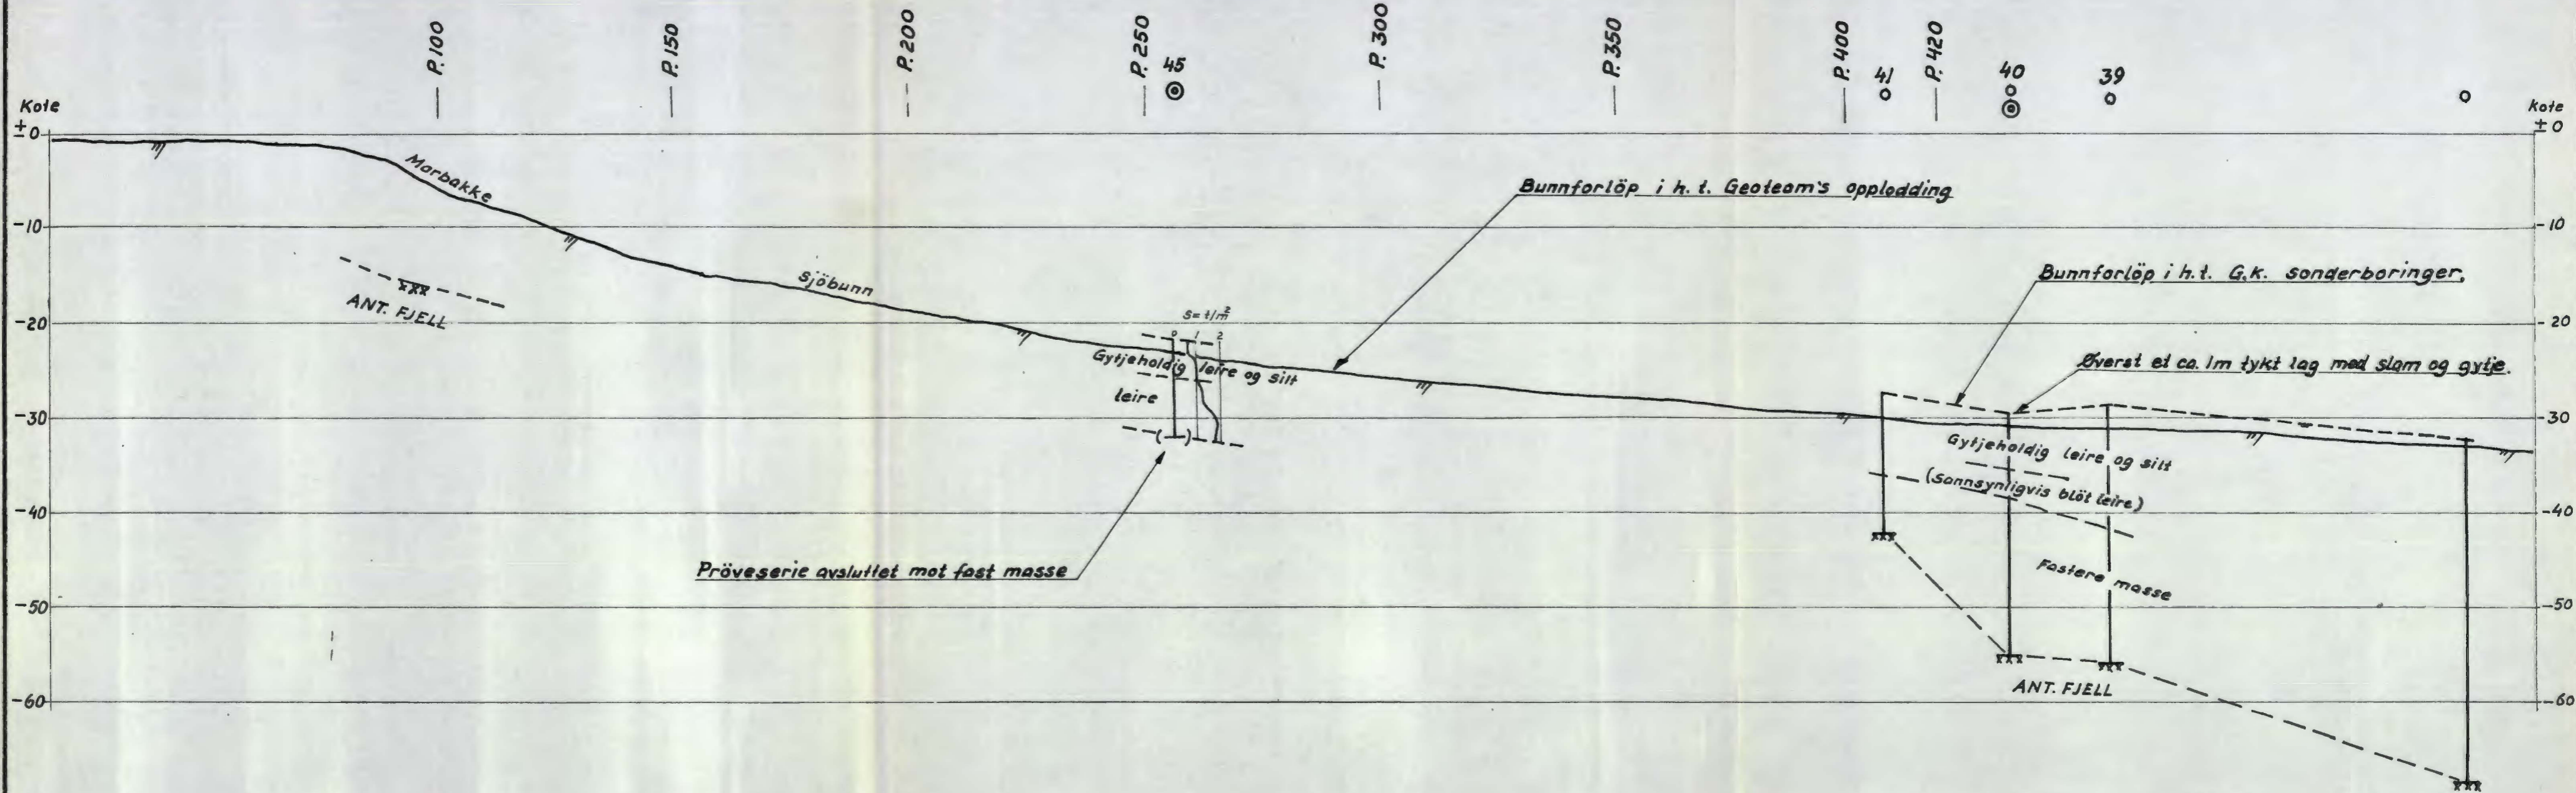 P. 100
P. 150
P. 200
P. 250
45
P. 300
P. 350
P. 400
41
P. 420
40
39
Kote
kote
±0
±0
Marbakke
Bunnforlöp i h. t. Geoteam's opplodding
-10
-10
Sjöbunn
Bunnforlöp i h.t. G.K. sonderboringer.
ANT. FJELL
S= t/m²
-20
-20
0 1 2
Gytjeholdig leire og silt
Øverst et ca. 1m tykt lag med slam og gytje.
leire
-30
-30
( )
Gytjeholdig leire og silt
(Sannsynligvis blöt leire)
-40
-40
Pröveserie avsluttet mot fast masse
Fastere masse
-50
-50
ANT. FJELL
-60
-60